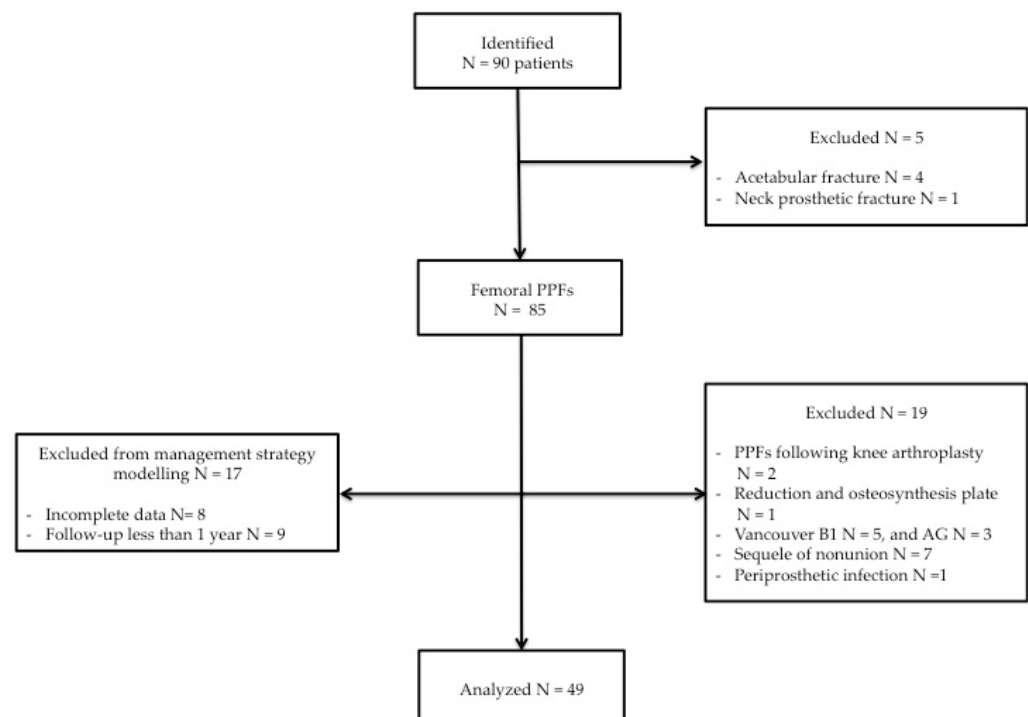 Identified
N = 90 patients
Excluded N = 5
- Acetabular fracture N = 4
- Neck prosthetic fracture N = 1
Femoral PPFs
N = 85
Excluded from management strategy
modelling N = 17
- Incomplete data N= 8
- Follow-up less than 1 year N = 9
Excluded N = 19
- PPFs following knee arthroplasty
N = 2
- Reduction and osteosynthesis plate
N = 1
- Vancouver B1 N = 5, and AG N = 3
- Sequele of nonunion N = 7
- Periprosthetic infection N =1
Analyzed N = 49